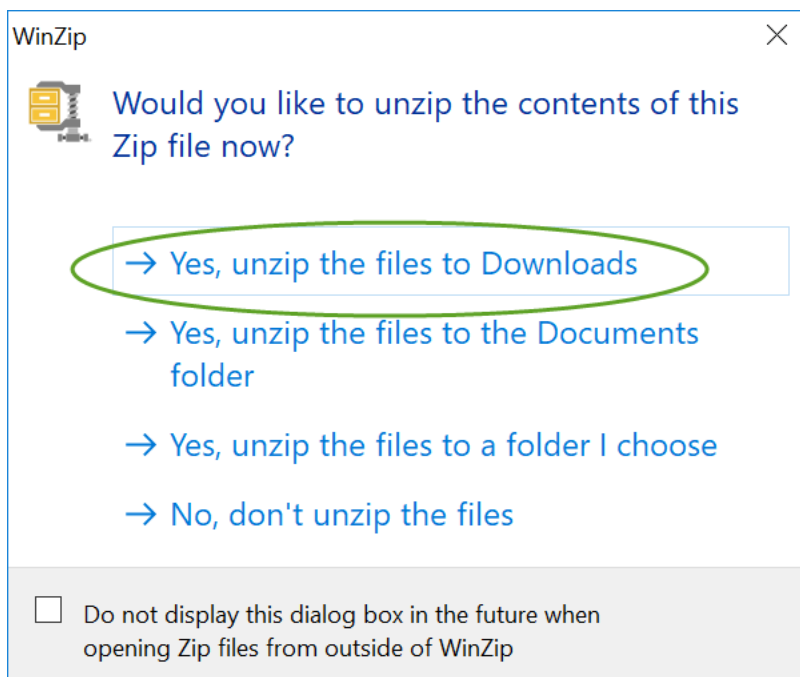 WinZip
Would you like to unzip the contents of this
Zip file now?
Yes, unzip the files to Downloads
Yes, unzip the files to the Documents
folder
Yes, unzip the files to a folder I choose
No, don't unzip the files
Do not display this dialog box in the future when
opening Zip files from outside of WinZip